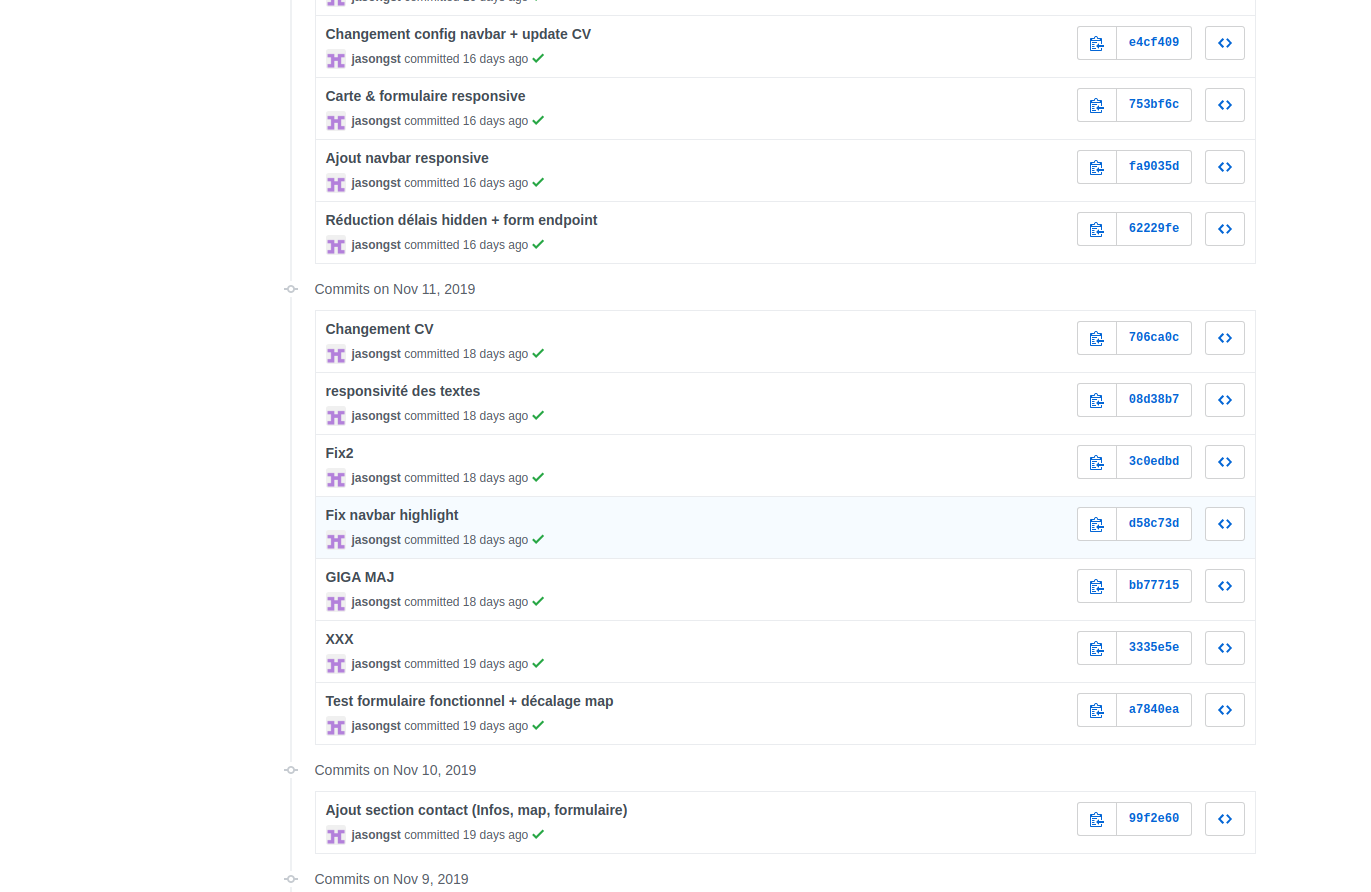 jasongst committed 16 days ago
Changement config navbar + update CV
e4cf409
jasongst committed 16 days ago
Carte & formulaire responsive
753bf6c
jasongst committed 16 days ago
Ajout navbar responsive
fa9035d
jasongst committed 16 days ago
Réduction délais hidden + form endpoint
62229fe
jasongst committed 16 days ago
Commits on Nov 11, 2019
Changement CV
706ca0c
jasongst committed 18 days ago
responsivité des textes
08d38b7
jasongst committed 18 days ago
Fix2
3c0edbd
jasongst committed 18 days ago
Fix navbar highlight
d58c73d
jasongst committed 18 days ago
GIGA MAJ
bb77715
jasongst committed 18 days ago
XXX
3335e5e
jasongst committed 19 days ago
Test formulaire fonctionnel + décalage map
a7840ea
jasongst committed 19 days ago
Commits on Nov 10, 2019
Ajout section contact (Infos, map, formulaire)
99f2e60
jasongst committed 19 days ago
Commits on Nov 9, 2019